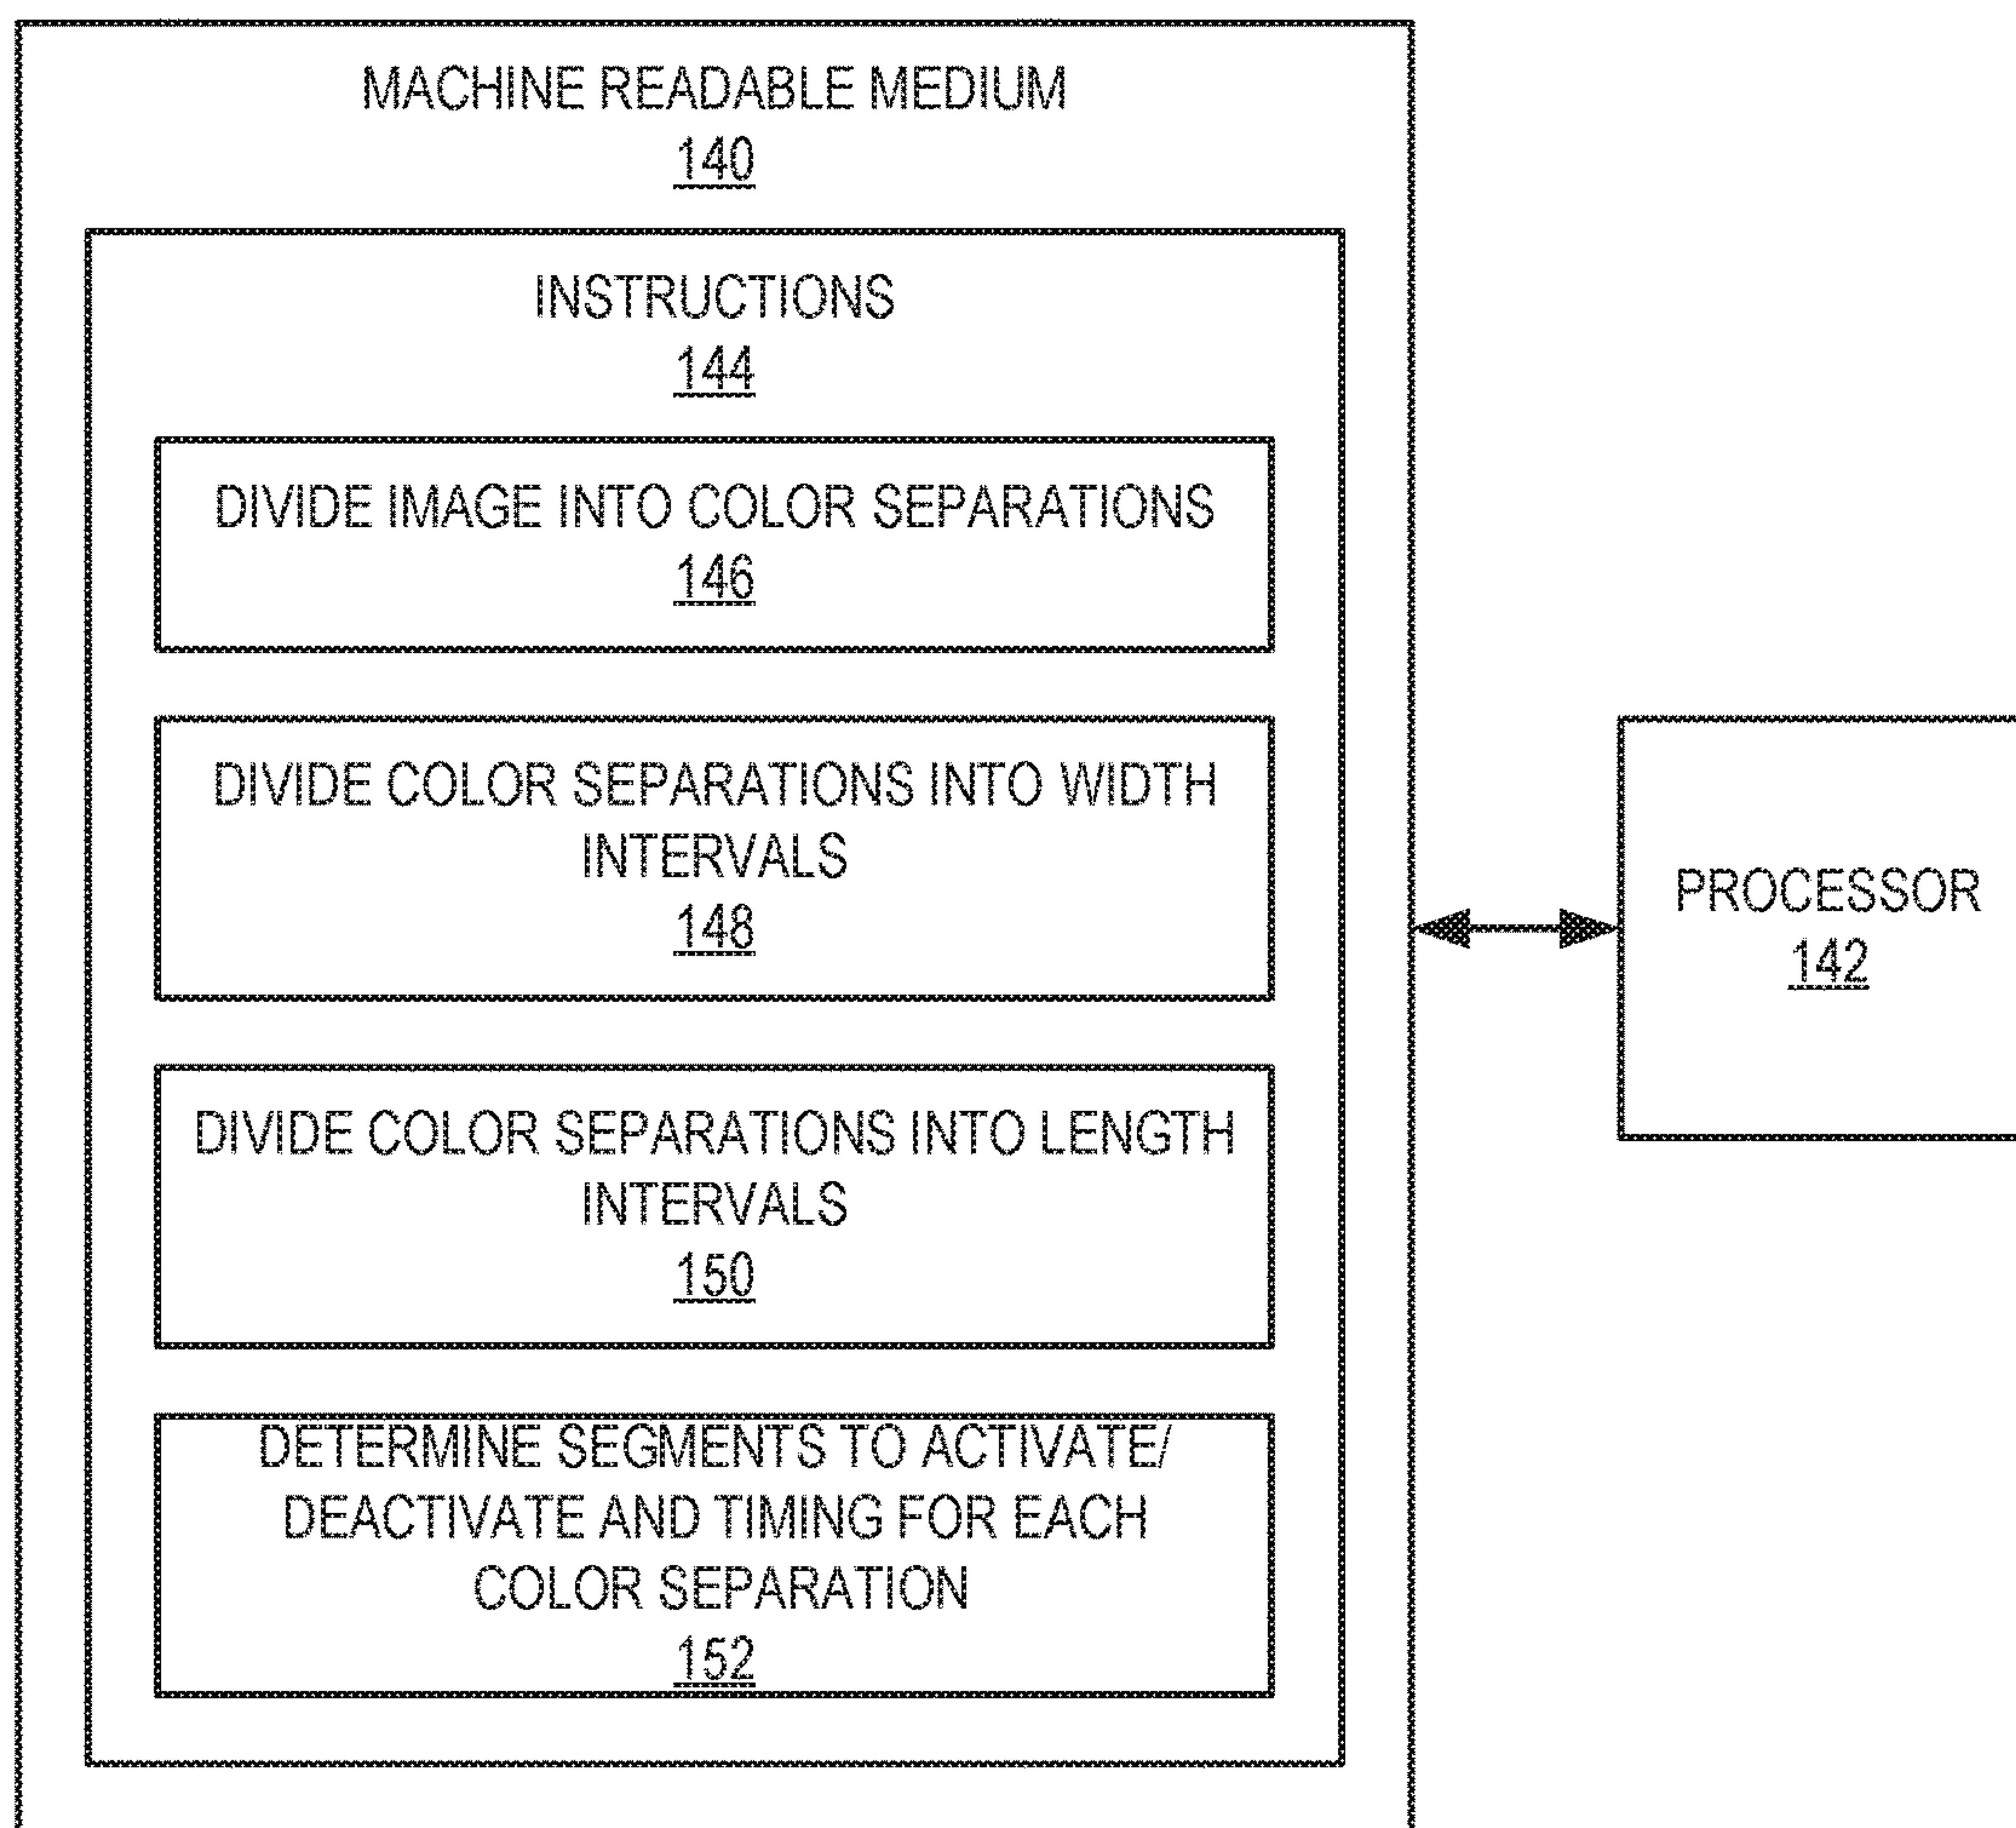 MACHINE READABLE MEDIUM
140
INSTRUCTIONS
144
DIVIDE IMAGE INTO COLOR SEPARATIONS
146
DIVIDE COLOR SEPARATIONS INTO WIDTH
INTERVALS
148
DIVIDE COLOR SEPARATIONS INTO LENGTH
INTERVALS
150
DETERMINE SEGMENTS TO ACTIVATE/
DEACTIVATE AND TIMING FOR EACH
COLOR SEPARATION
152
PROCESSOR
142